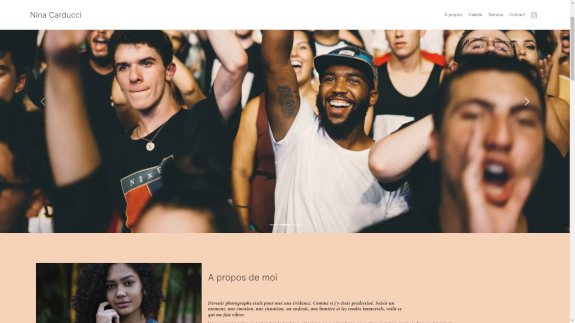 Nina Carducci
A propos Galerie Service Contact
NIKE
A propos de moi
Devenir photographe était pour moi une évidence. Comme si j'y étais prédestiné. Saisir un
moment, une émotion, une situation, un endroit, une lumière et les rendre immortels, voilà ce
qui me fait vibrer.